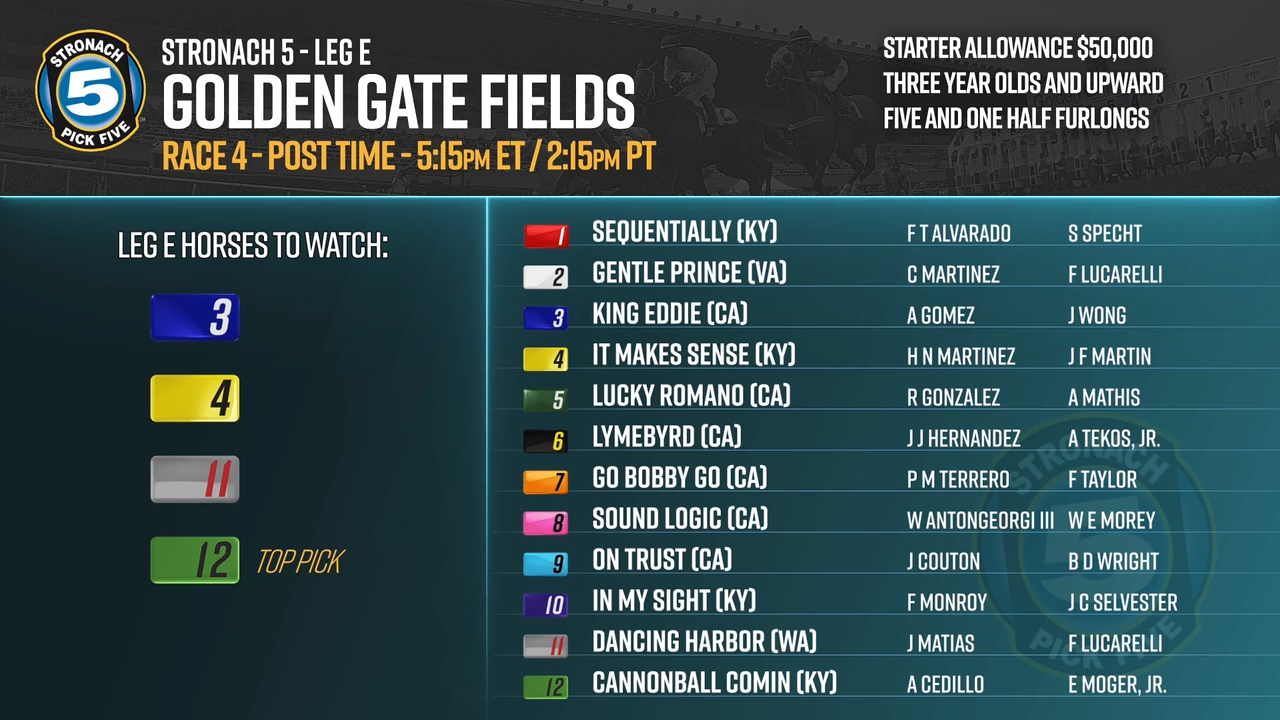 STRONACH
5
PICK FIVE
STRONACH 5 - LEG E
GOLDEN GATE FIELDS
RACE 4 - POST TIME - 5:15PM ET / 2:15PM PT
STARTER ALLOWANCE $50,000
THREE YEAR OLDS AND UPWARD
FIVE AND ONE HALF FURLONGS
LEG E HORSES TO WATCH:
3
4
11
12 TOP PICK
1 SEQUENTIALLY (KY) F T ALVARADO S SPECHT
2 GENTLE PRINCE (VA) C MARTINEZ F LUCARELLI
3 KING EDDIE (CA) A GOMEZ J WONG
4 IT MAKES SENSE (KY) H N MARTINEZ J F MARTIN
5 LUCKY ROMANO (CA) R GONZALEZ A MATHIS
6 LYMEBYRD (CA) J J HERNANDEZ A TEKOS, JR.
7 GO BOBBY GO (CA) P M TERRERO F TAYLOR
8 SOUND LOGIC (CA) W ANTONGEORGI III W E MOREY
9 ON TRUST (CA) J COUTON B D WRIGHT
10 IN MY SIGHT (KY) F MONROY J C SELVESTER
11 DANCING HARBOR (WA) J MATIAS F LUCARELLI
12 CANNONBALL COMIN (KY) A CEDILLO E MOGER, JR.
STRONACH
5
PICK FIVE